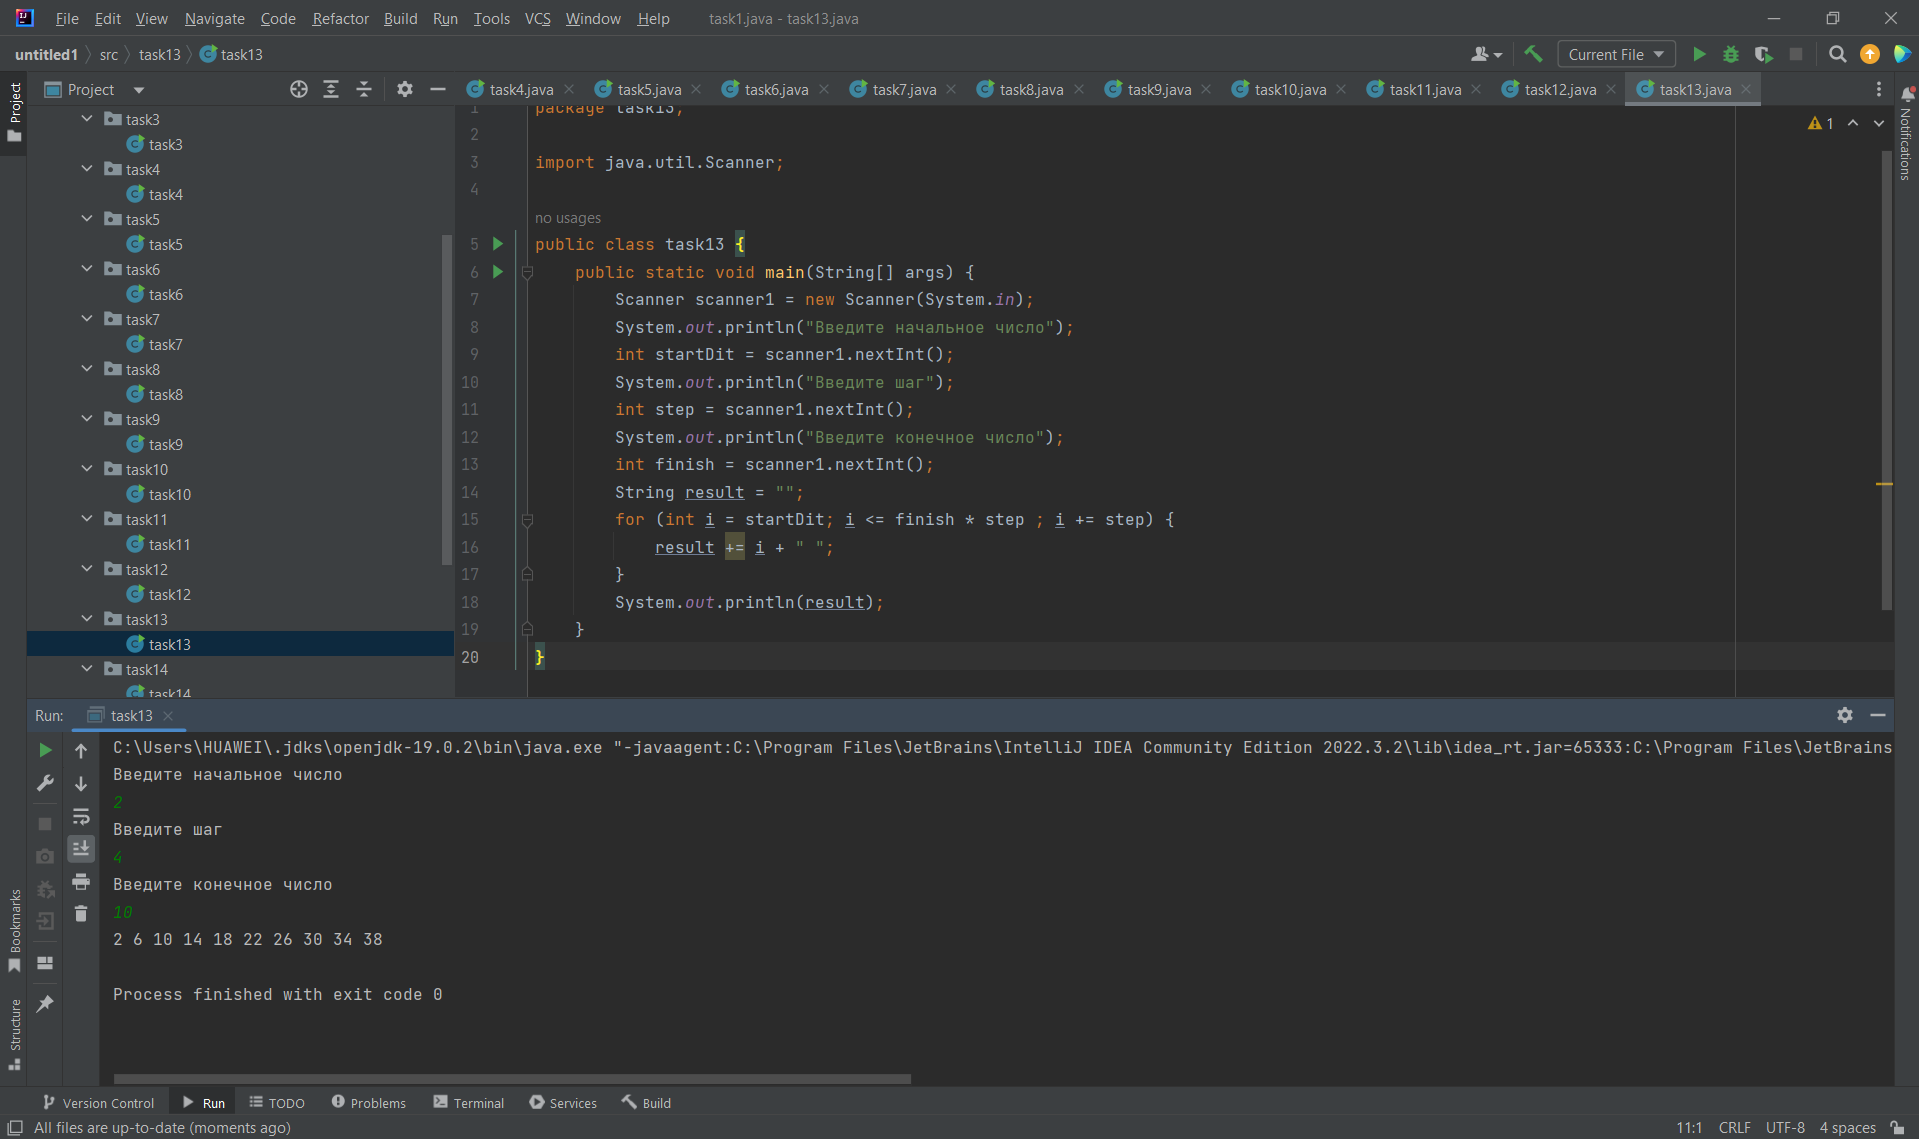 File Edit View Navigate Code Refactor Build Run Tools VCS Window Help task1.java - task13.java
untitled1 src task13 task13 Current File
Project
task4.java task5.java task6.java task7.java task8.java task9.java task10.java task11.java task12.java task13.java
Project
Notifications
task3
task3
task4
task4
task5
task5
task6
task6
task7
task7
task8
task8
task9
task9
task10
task10
task11
task11
task12
task12
task13
task13
task14
task14
1 package task13;
1
2
3 import java.util.Scanner;
4
no usages
5 public class task13 {
6 public static void main(String[] args) {
7 Scanner scanner1 = new Scanner(System.in);
8 System.out.println("Введите начальное число");
9 int startDit = scanner1.nextInt();
10 System.out.println("Введите шаг");
11 int step = scanner1.nextInt();
12 System.out.println("Введите конечное число");
13 int finish = scanner1.nextInt();
14 String result = "";
15 for (int i = startDit; i <= finish * step ; i += step) {
16 result += i + " ";
17 }
18 System.out.println(result);
19 }
20 }
Run: task13
C:\Users\HUAWEI\.jdks\openjdk-19.0.2\bin\java.exe "-javaagent:C:\Program Files\JetBrains\IntelliJ IDEA Community Edition 2022.3.2\lib\idea_rt.jar=65333:C:\Program Files\JetBrains
Введите начальное число
2
Введите шаг
4
Введите конечное число
10
2 6 10 14 18 22 26 30 34 38
Process finished with exit code 0
Bookmarks
Structure
Version Control Run TODO Problems Terminal Services Build
All files are up-to-date (moments ago) 11:1 CRLF UTF-8 4 spaces